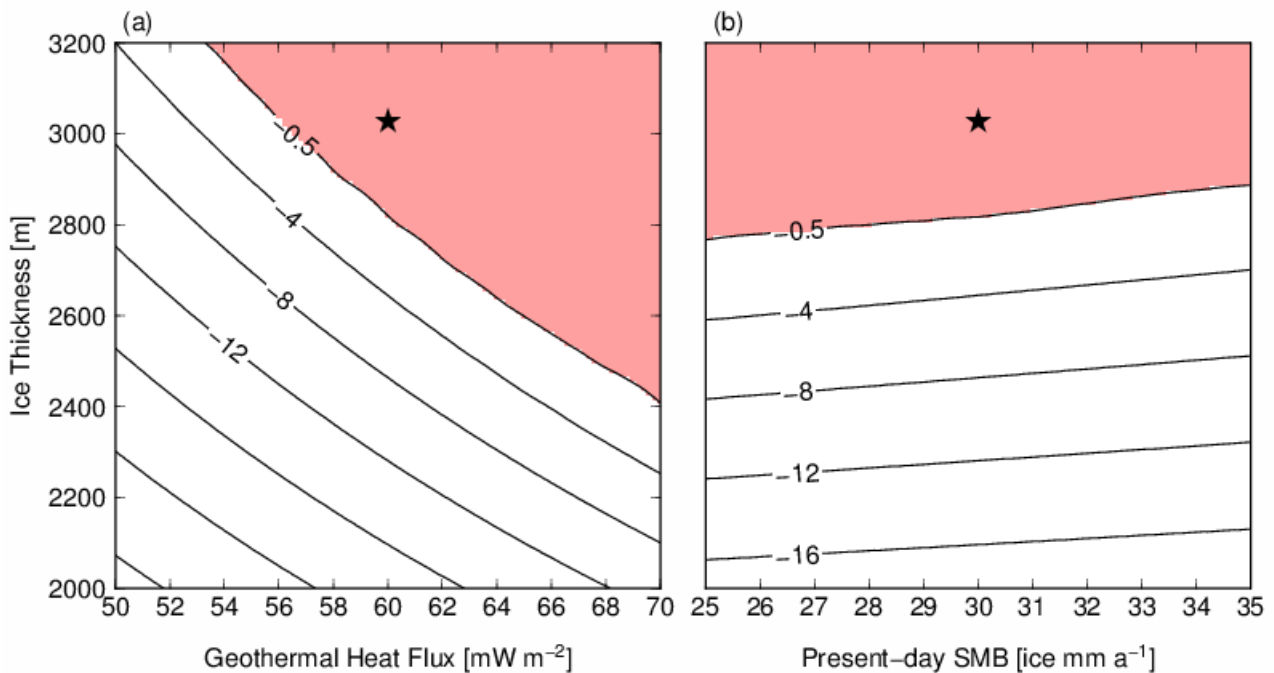 (a)
(b)
3200
3000
2800
2600
2400
2200
2000
Ice Thickness [m]
−0.5
−4
−8
−12
50 52 54 56 58 60 62 64 66 68 70
Geothermal Heat Flux [mW m⁻²]
−0.5
−4
−8
−12
−16
25 26 27 28 29 30 31 32 33 34 35
Present−day SMB [ice mm a⁻¹]